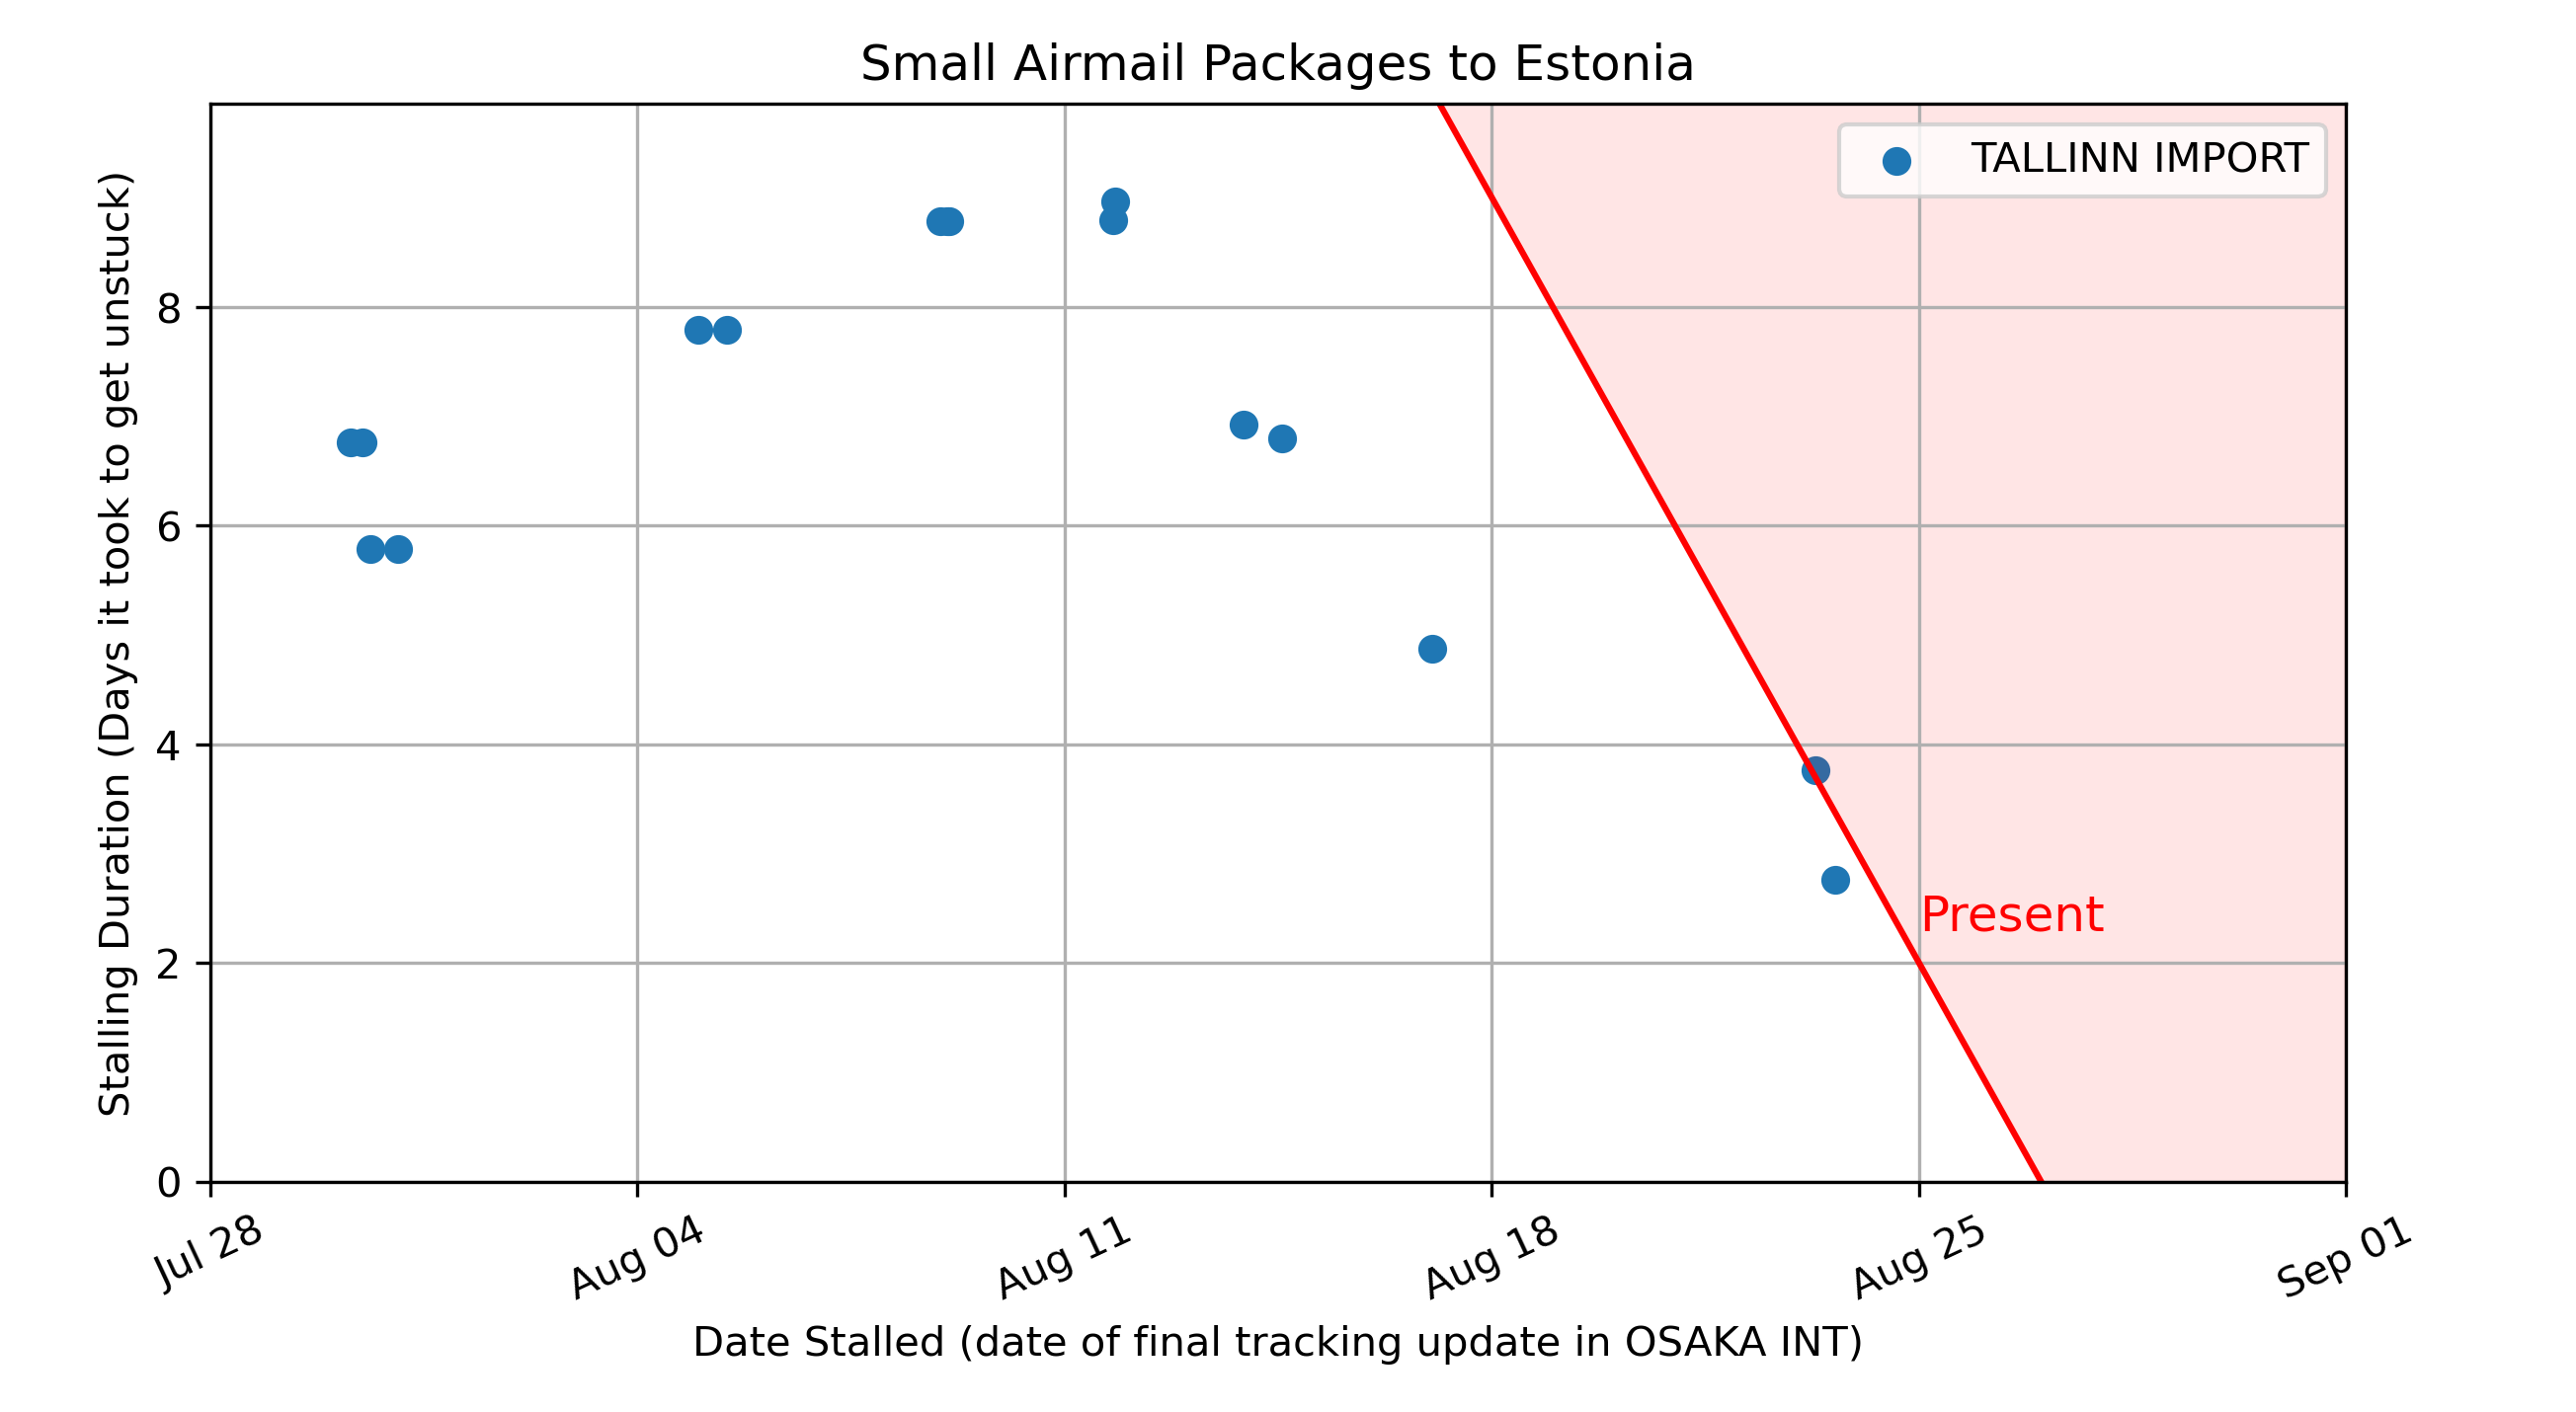 Small Airmail Packages to Estonia
TALLINN IMPORT
Stalling Duration (Days it took to get unstuck)
8
6
4
2
0
Present
Jul 28
Aug 04
Aug 11
Aug 18
Aug 25
Sep 01
Date Stalled (date of final tracking update in OSAKA INT)